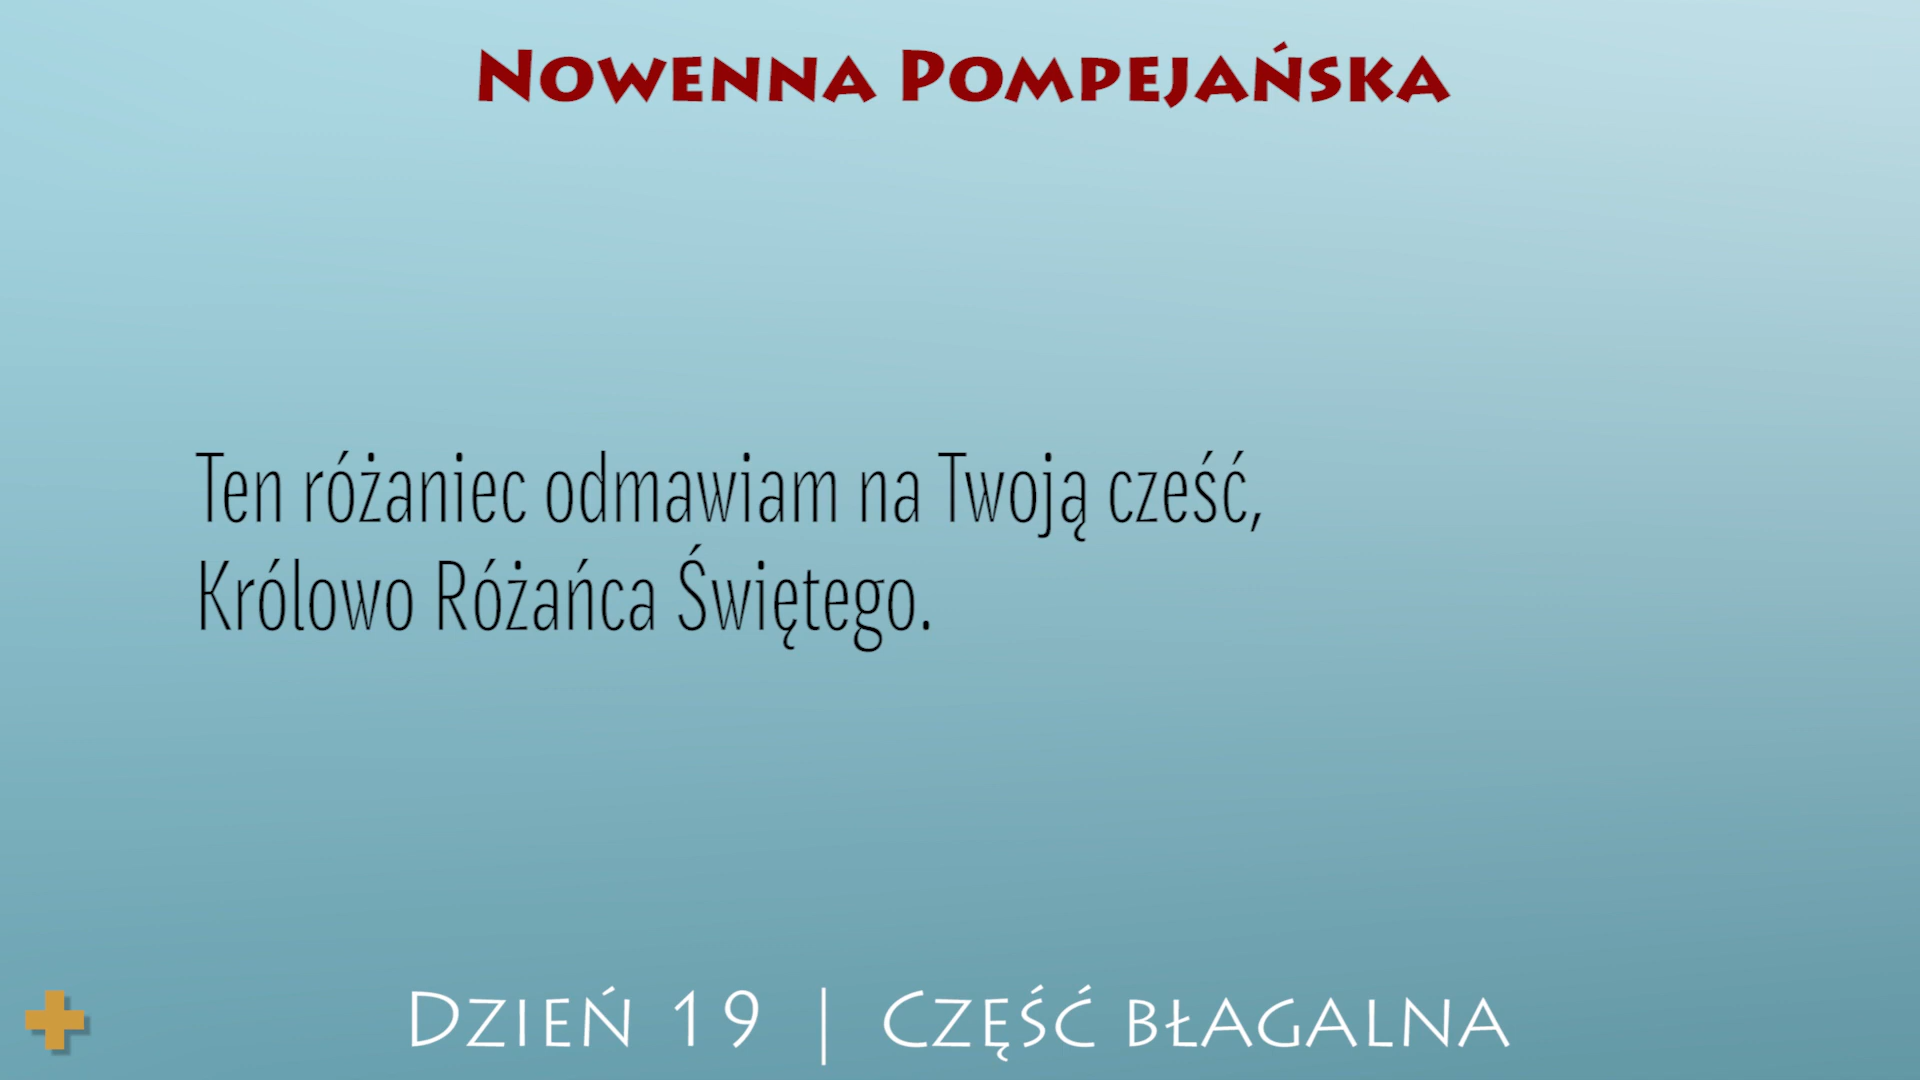 Nowenna Pompejańska
Ten różaniec odmawiam na Twoją cześć,
Królowo Różańca Świętego.
Dzień 19 | Część błagalna